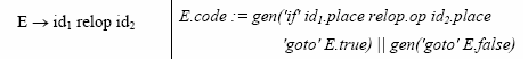 E → id₁ relop id₂ E.code := gen('if' id₁.place relop.op id₂.place
'goto' E.true) || gen('goto' E.false)